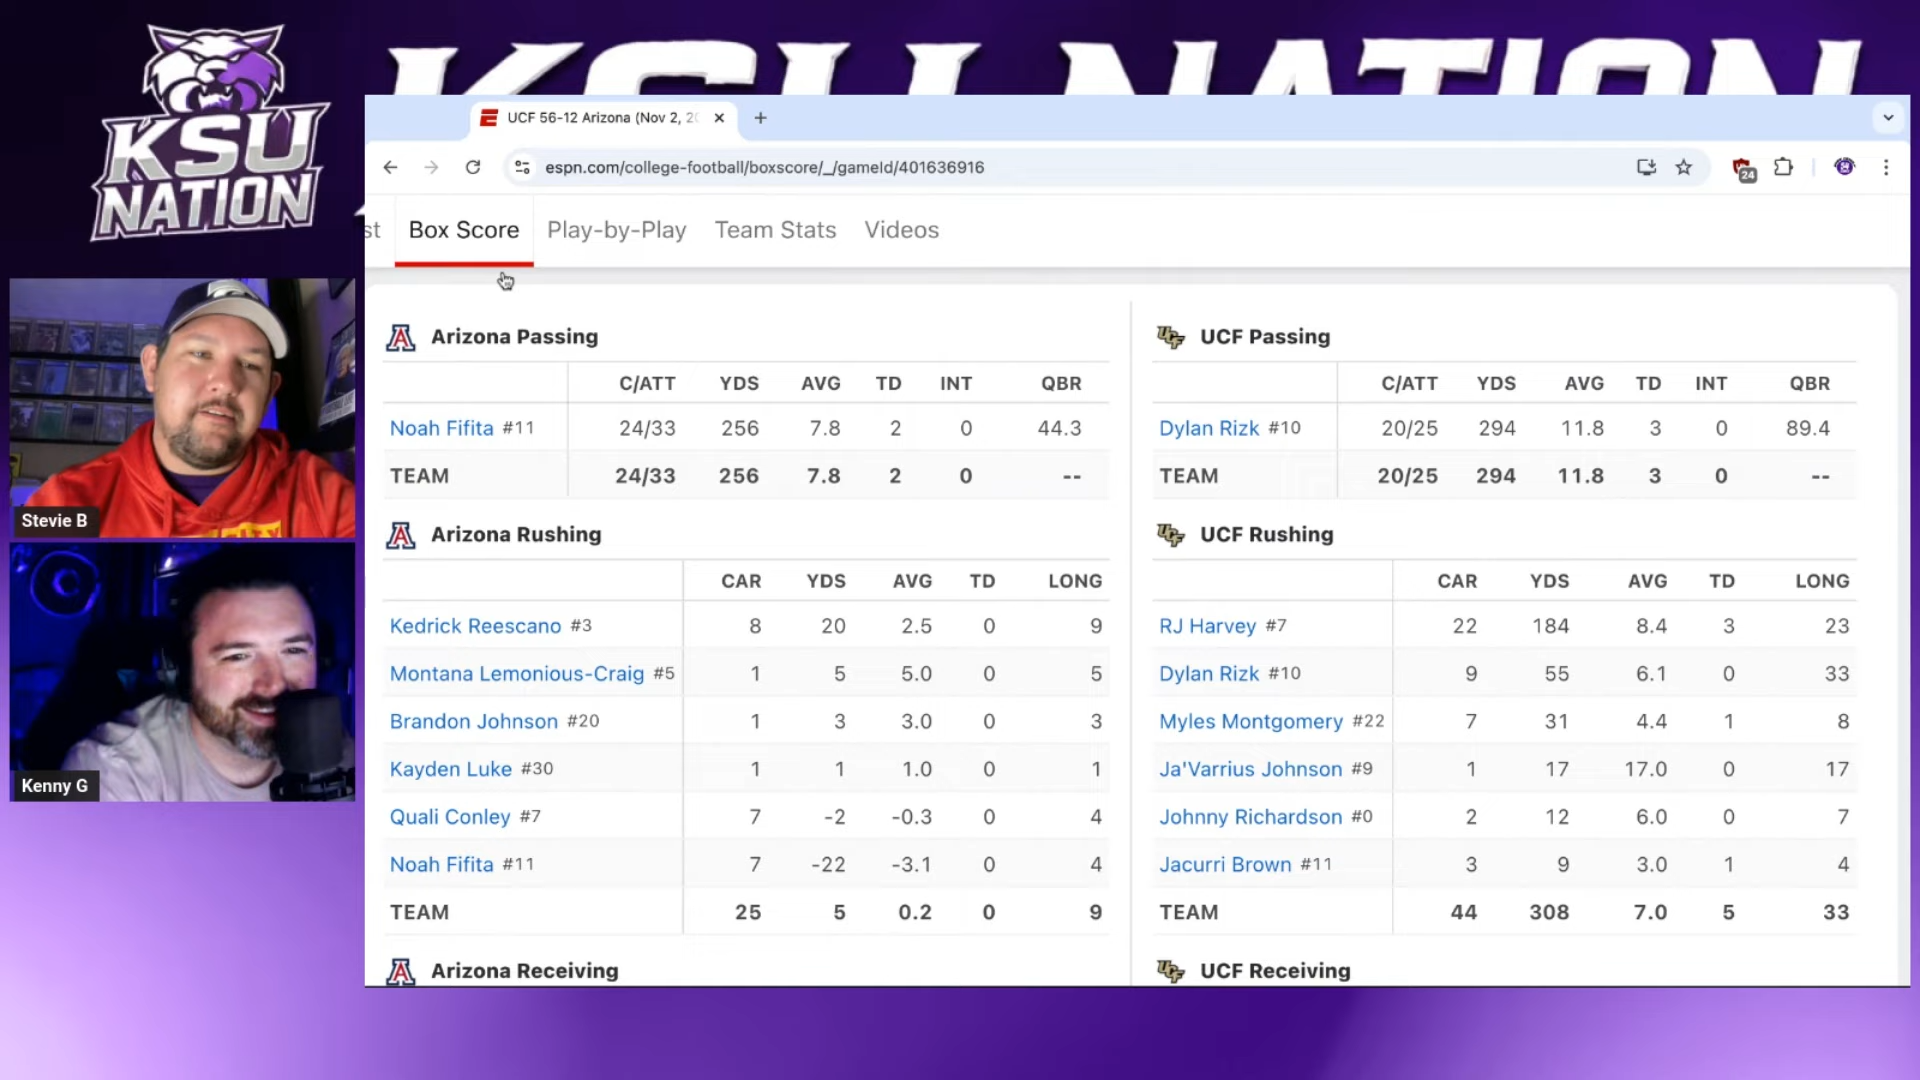 KSU NATION
KSU
NATION
UCF 56-12 Arizona (Nov 2, 20
espn.com/college-football/boxscore/_/gameId/401636916
24
st Box Score Play-by-Play Team Stats Videos
Arizona Passing
C/ATT YDS AVG TD INT QBR
Noah Fifita #11 24/33 256 7.8 2 0 44.3
TEAM 24/33 256 7.8 2 0 --
UCF Passing
C/ATT YDS AVG TD INT QBR
Dylan Rizk #10 20/25 294 11.8 3 0 89.4
TEAM 20/25 294 11.8 3 0 --
Arizona Rushing
CAR YDS AVG TD LONG
Kedrick Reescano #3 8 20 2.5 0 9
Montana Lemonious-Craig #5 1 5 5.0 0 5
Brandon Johnson #20 1 3 3.0 0 3
Kayden Luke #30 1 1 1.0 0 1
Quali Conley #7 7 -2 -0.3 0 4
Noah Fifita #11 7 -22 -3.1 0 4
TEAM 25 5 0.2 0 9
UCF Rushing
CAR YDS AVG TD LONG
RJ Harvey #7 22 184 8.4 3 23
Dylan Rizk #10 9 55 6.1 0 33
Myles Montgomery #22 7 31 4.4 1 8
Ja'Varrius Johnson #9 1 17 17.0 0 17
Johnny Richardson #0 2 12 6.0 0 7
Jacurri Brown #11 3 9 3.0 1 4
TEAM 44 308 7.0 5 33
Arizona Receiving
UCF Receiving
Stevie B
Kenny G